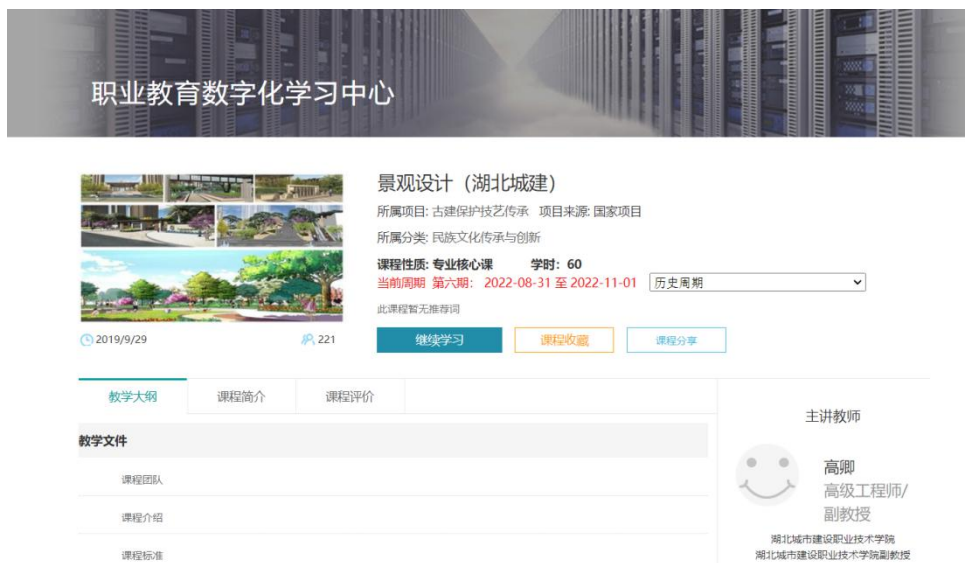 职业教育数字化学习中心
景观设计（湖北城建）
所属项目: 古建保护技艺传承 项目来源: 国家项目
所属分类: 民族文化传承与创新
课程性质: 专业核心课 学时: 60
当前周期 第六期: 2022-08-31 至 2022-11-01 历史周期
此课程暂无推荐词
2019/9/29 221 继续学习 课程收藏 课程分享
教学大纲 课程简介 课程评价
主讲教师
教学文件
课程团队
课程介绍
课程标准
高卿
高级工程师/
副教授
湖北城市建设职业技术学院
湖北城市建设职业技术学院副教授